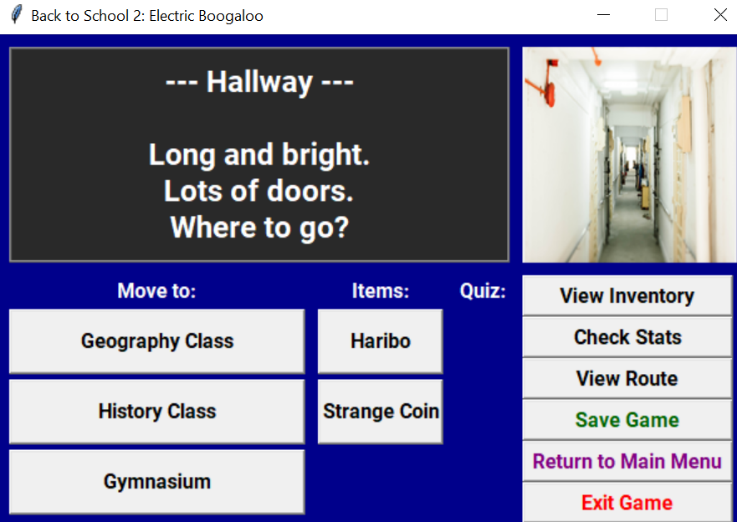 Back to School 2: Electric Boogaloo
--- Hallway ---
Long and bright.
Lots of doors.
Where to go?
Move to:
Geography Class
History Class
Gymnasium
Items:
Haribo
Strange Coin
Quiz:
View Inventory
Check Stats
View Route
Save Game
Return to Main Menu
Exit Game